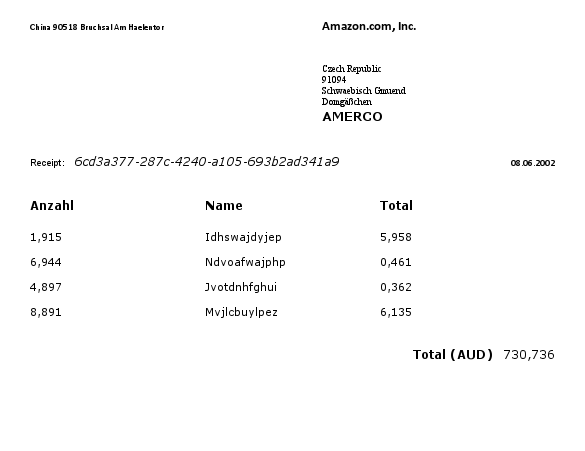 China 90518 Bruchsal Am Haelentor
Amazon.com, Inc.
Czech Republic
91094
Schwaebisch Gmuend
Domgäßchen
AMERCO
Receipt: 6cd3a377-287c-4240-a105-693b2ad341a9 08.06.2002
Anzahl Name Total
1,915 Idhswajdyjep 5,958
6,944 Ndvoafwajphp 0,461
4,897 Jvotdnhfghui 0,362
8,891 Mvjlcbuylpez 6,135
Total (AUD) 730,736